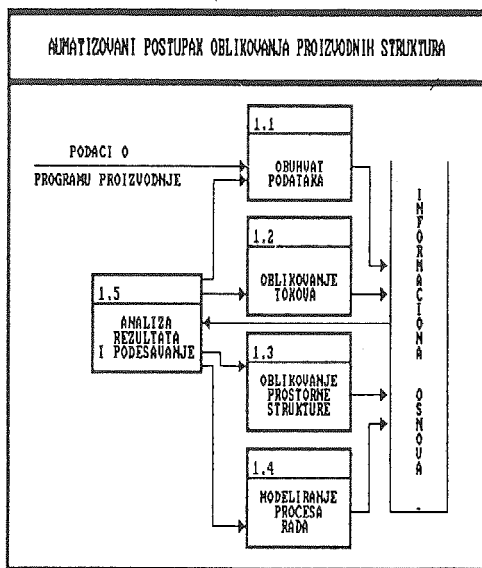 AUMATIZOVANI POSTUPAK OBLIKOVANJA PROIZVODNIH STRUKTURA
PODACI O
PROGRAMU PROIZVODNJE
1.1
OBUHVAT
PODATAKA
1.2
OBLIKOVANJE
TOKOVA
1.5
ANALIZA
REZULTATA
I PODESAVANJE
1.3
OBLIKOVANJE
PROSTORNE
STRUKTURE
1.4
MODELIRANJE
PROCESA
RADA
INFORMACIONA OSNOVA